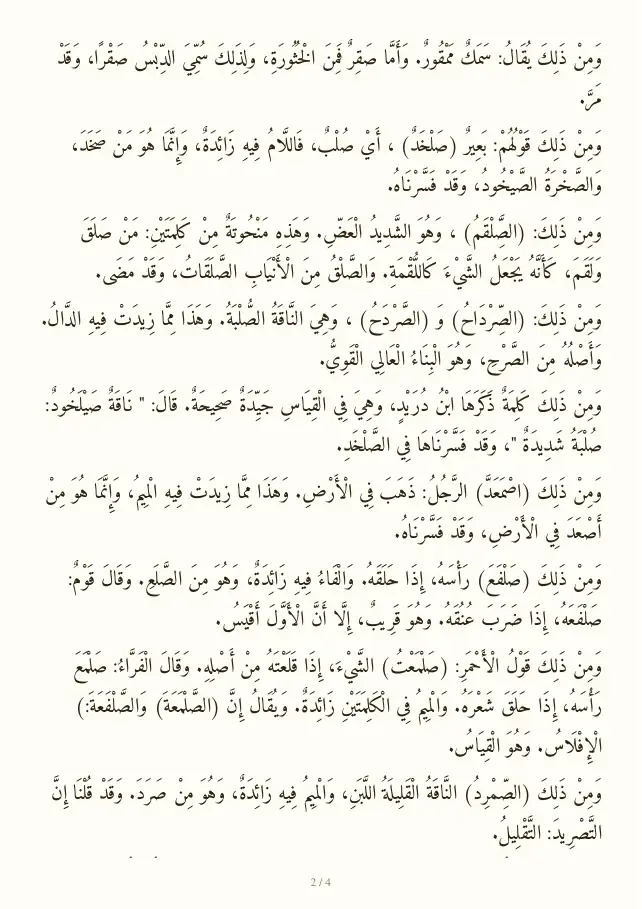 وَمِنْ ذَلِكَ يُقَالُ: سَمَكٌ مَمْقُورٌ. وَأَمَّا صَقِرٌ فَمِنَ الْخُثُورَةِ، وَلِذَلِكَ سُمِّيَ الدِّبْسُ صَقْرًا، وَقَدْ
مَرَّ.
وَمِنْ ذَلِكَ قَوْلُهُمْ: بَعِيرٌ (صَلْخَدٌ) ، أَيْ صُلْبٌ، فَاللَّامُ فِيهِ زَائِدَةٌ، وَإِنَّمَا هُوَ مَنْ صَخَدَ،
وَالصَّخْرَةُ الصَّيْخُودُ، وَقَدْ فَسَّرْنَاهُ.
وَمِنْ ذَلِكَ: (الصِّلْقَمُ) ، وَهُوَ الشَّدِيدُ الْعَضِّ. وَهَذِهِ مَنْحُوتَةٌ مِنْ كَلِمَتَيْنِ: مَنْ صَلَقَ
وَلَقَمَ، كَأَنَّهُ يَجْعَلُ الشَّيْءَ كَاللُّقْمَةِ. وَالصَّلْقُ مِنَ الْأَنْيَابِ الصَّلَقَاتُ، وَقَدْ مَضَى.
وَمِنْ ذَلِكَ: (الصِّرْدَاحُ) وَ (الصَّرْدَحُ) ، وَهِيَ النَّاقَةُ الصُّلْبَةُ. وَهَذَا مِمَّا زِيدَتْ فِيهِ الدَّالُ.
وَأَصْلُهُ مِنَ الصَّرْحِ، وَهُوَ الْبِنَاءُ الْعَالِي الْقَوِيُّ.
وَمِنْ ذَلِكَ كَلِمَةٌ ذَكَرَهَا ابْنُ دُرَيْدٍ، وَهِيَ فِي الْقِيَاسِ جَيِّدَةٌ صَحِيحَةٌ. قَالَ: " نَاقَةٌ صَيْلَخُودٌ:
صُلْبَةُ شَدِيدَةٌ "، وَقَدْ فَسَّرْنَاهَا فِي الصَّلْخَدِ.
وَمِنْ ذَلِكَ (اصْمَعَدَّ) الرَّجُلُ: ذَهَبَ فِي الْأَرْضِ. وَهَذَا مِمَّا زِيدَتْ فِيهِ الْمِيمُ، وَإِنَّمَا هُوَ مِنْ
أَصْعَدَ فِي الْأَرْضِ، وَقَدْ فَسَّرْنَاهُ.
وَمِنْ ذَلِكَ (صَلْفَعَ) رَأْسَهُ، إِذَا حَلَقَهُ. وَالْفَاءُ فِيهِ زَائِدَةٌ، وَهُوَ مِنَ الصَّلَعِ. وَقَالَ قَوْمٌ:
صَلْفَعَهُ، إِذَا ضَرَبَ عُنُقَهُ. وَهُوَ قَرِيبٌ، إِلَّا أَنَّ الْأَوَّلَ أَقْيَسُ.
وَمِنْ ذَلِكَ قَوْلُ الْأَحْمَرِ: (صَلْمَعْتُ) الشَّيْءَ، إِذَا قَلَعْتَهُ مِنْ أَصْلِهِ. وَقَالَ الْفَرَّاءُ: صَلْمَعَ
رَأْسَهُ، إِذَا حَلَقَ شَعْرَهُ. وَالْمِيمُ فِي الْكَلِمَتَيْنِ زَائِدَةٌ. وَيُقَالُ إِنَّ (الصَّلْمَعَةَ) وَالصَّلْفَعَةَ:)
الْإِفْلَاسُ. وَهُوَ الْقِيَاسُ.
وَمِنْ ذَلِكَ (الصِّمْرِدُ) النَّاقَةُ الْقَلِيلَةُ اللَّبَنِ، وَالْمِيمُ فِيهِ زَائِدَةٌ، وَهُوَ مِنْ صَرَدَ. وَقَدْ قُلْنَا إِنَّ
التَّصْرِيدَ: التَّقْلِيلُ.
2 / 4